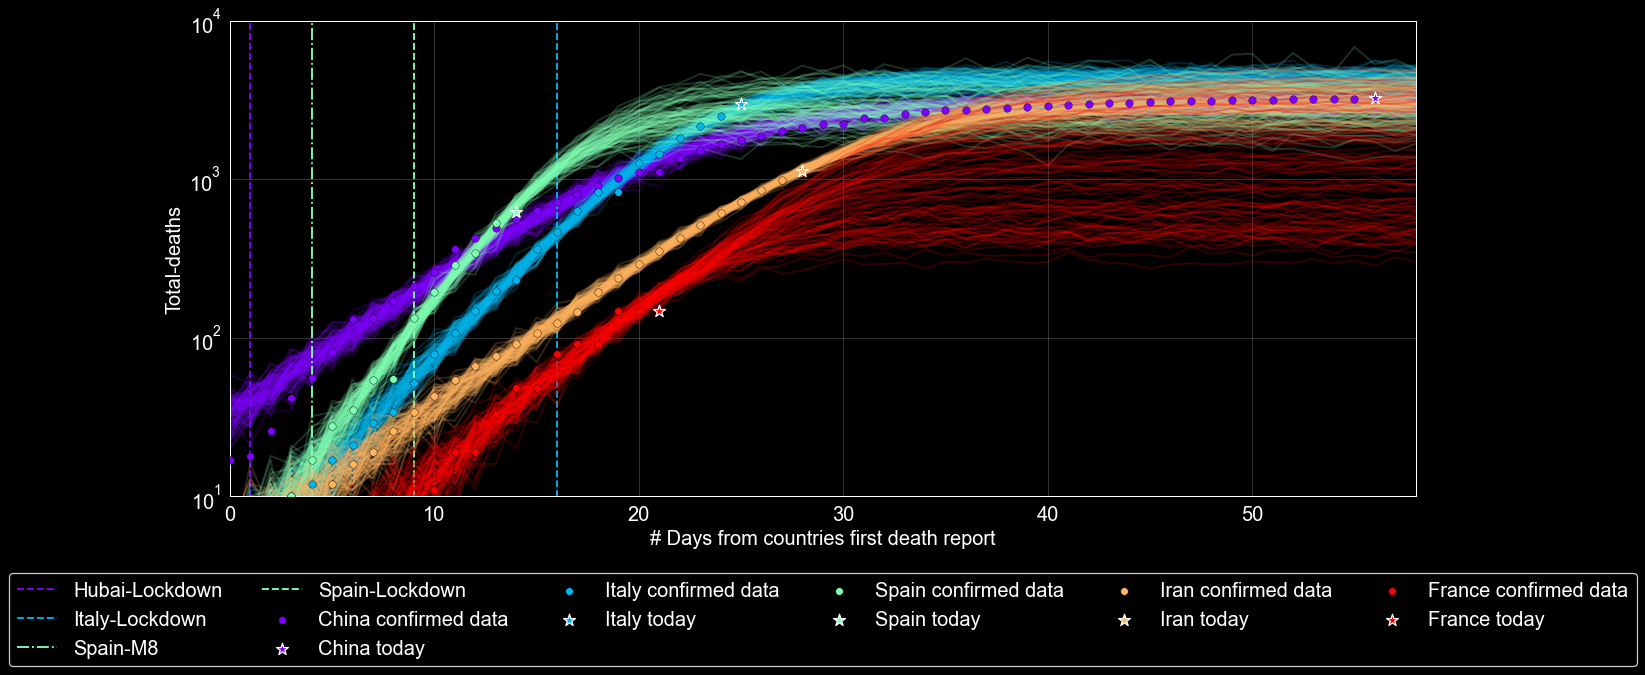 10^4
10^3
10^2
10^1
Total-deaths
0 10 20 30 40 50
# Days from countries first death report
Hubai-Lockdown Spain-Lockdown Italy confirmed data Spain confirmed data Iran confirmed data France confirmed data
Italy-Lockdown China confirmed data Italy today Spain today Iran today France today
Spain-M8 China today